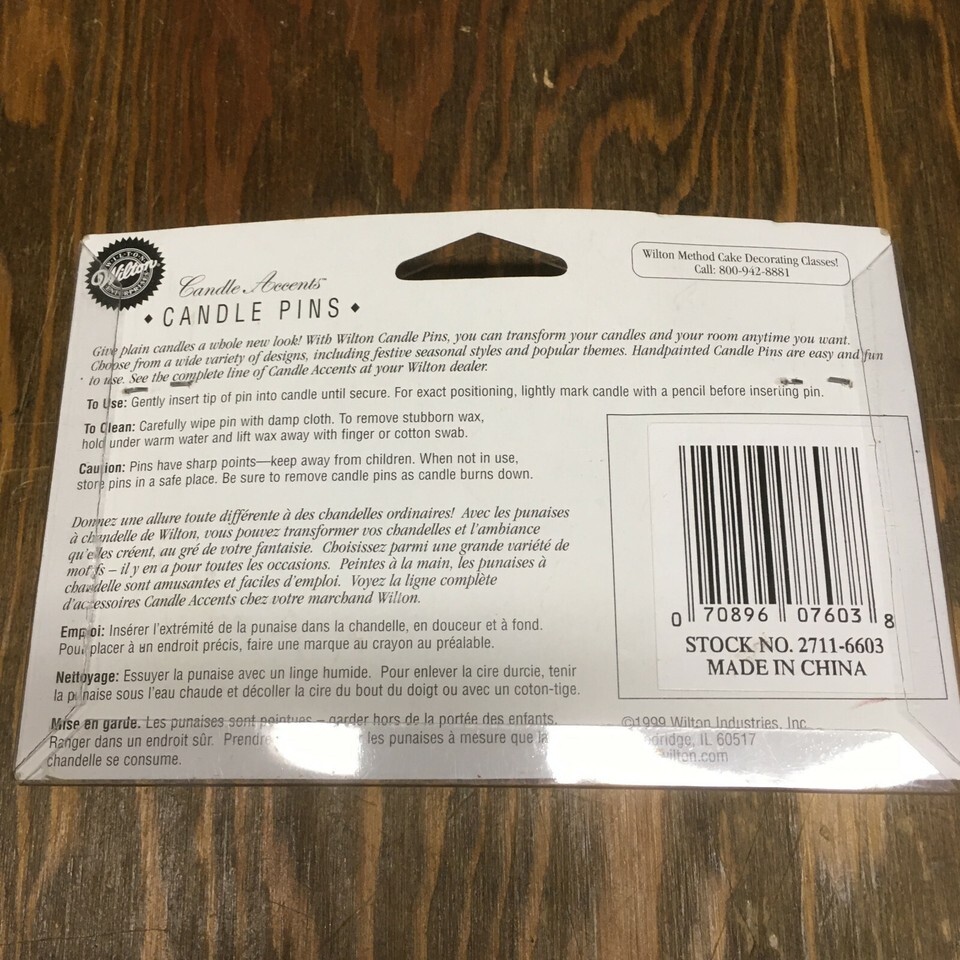 WILTON
Wilton
ENTERPRISES
Candle Accents™
• CANDLE PINS •
Wilton Method Cake Decorating Classes!
Call: 800-942-8881
Give plain candles a whole new look! With Wilton Candle Pins, you can transform your candles and your room anytime you want.
Choose from a wide variety of designs, including festive seasonal styles and popular themes. Handpainted Candle Pins are easy and fun
to use. See the complete line of Candle Accents at your Wilton dealer.
To Use: Gently insert tip of pin into candle until secure. For exact positioning, lightly mark candle with a pencil before inserting pin.
To Clean: Carefully wipe pin with damp cloth. To remove stubborn wax,
hold under warm water and lift wax away with finger or cotton swab.
Caution: Pins have sharp points—keep away from children. When not in use,
store pins in a safe place. Be sure to remove candle pins as candle burns down.
Donnez une allure toute différente à des chandelles ordinaires! Avec les punaises
à chandelle de Wilton, vous pouvez transformer vos chandelles et l'ambiance
qu'elles créent, au gré de votre fantaisie. Choisissez parmi une grande variété de
motifs – il y en a pour toutes les occasions. Peintes à la main, les punaises à
chandelle sont amusantes et faciles d'emploi. Voyez la ligne complète
d'accessoires Candle Accents chez votre marchand Wilton.
Emploi: Insérer l'extrémité de la punaise dans la chandelle, en douceur et à fond.
Pour placer à un endroit précis, faire une marque au crayon au préalable.
Nettoyage: Essuyer la punaise avec un linge humide. Pour enlever la cire durcie, tenir
la punaise sous l'eau chaude et décoller la cire du bout du doigt ou avec un coton-tige.
Mise en garde. Les punaises sont pointues – garder hors de la portée des enfants.
Ranger dans un endroit sûr. les punaises à mesure que la
chandelle se consume.
0 70896 07603 8
STOCK NO. 2711-6603
MADE IN CHINA
©1999 Wilton Industries, Inc.
IL 60517